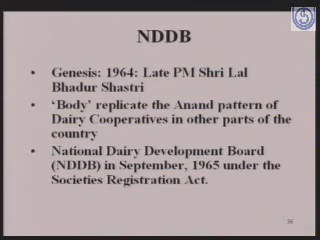 NDDB
• Genesis: 1964: Late PM Shri Lal
Bhadur Shastri
• ‘Body’ replicate the Anand pattern of
Dairy Cooperatives in other parts of the
country
• National Dairy Development Board
(NDDB) in September, 1965 under the
Societies Registration Act.
36